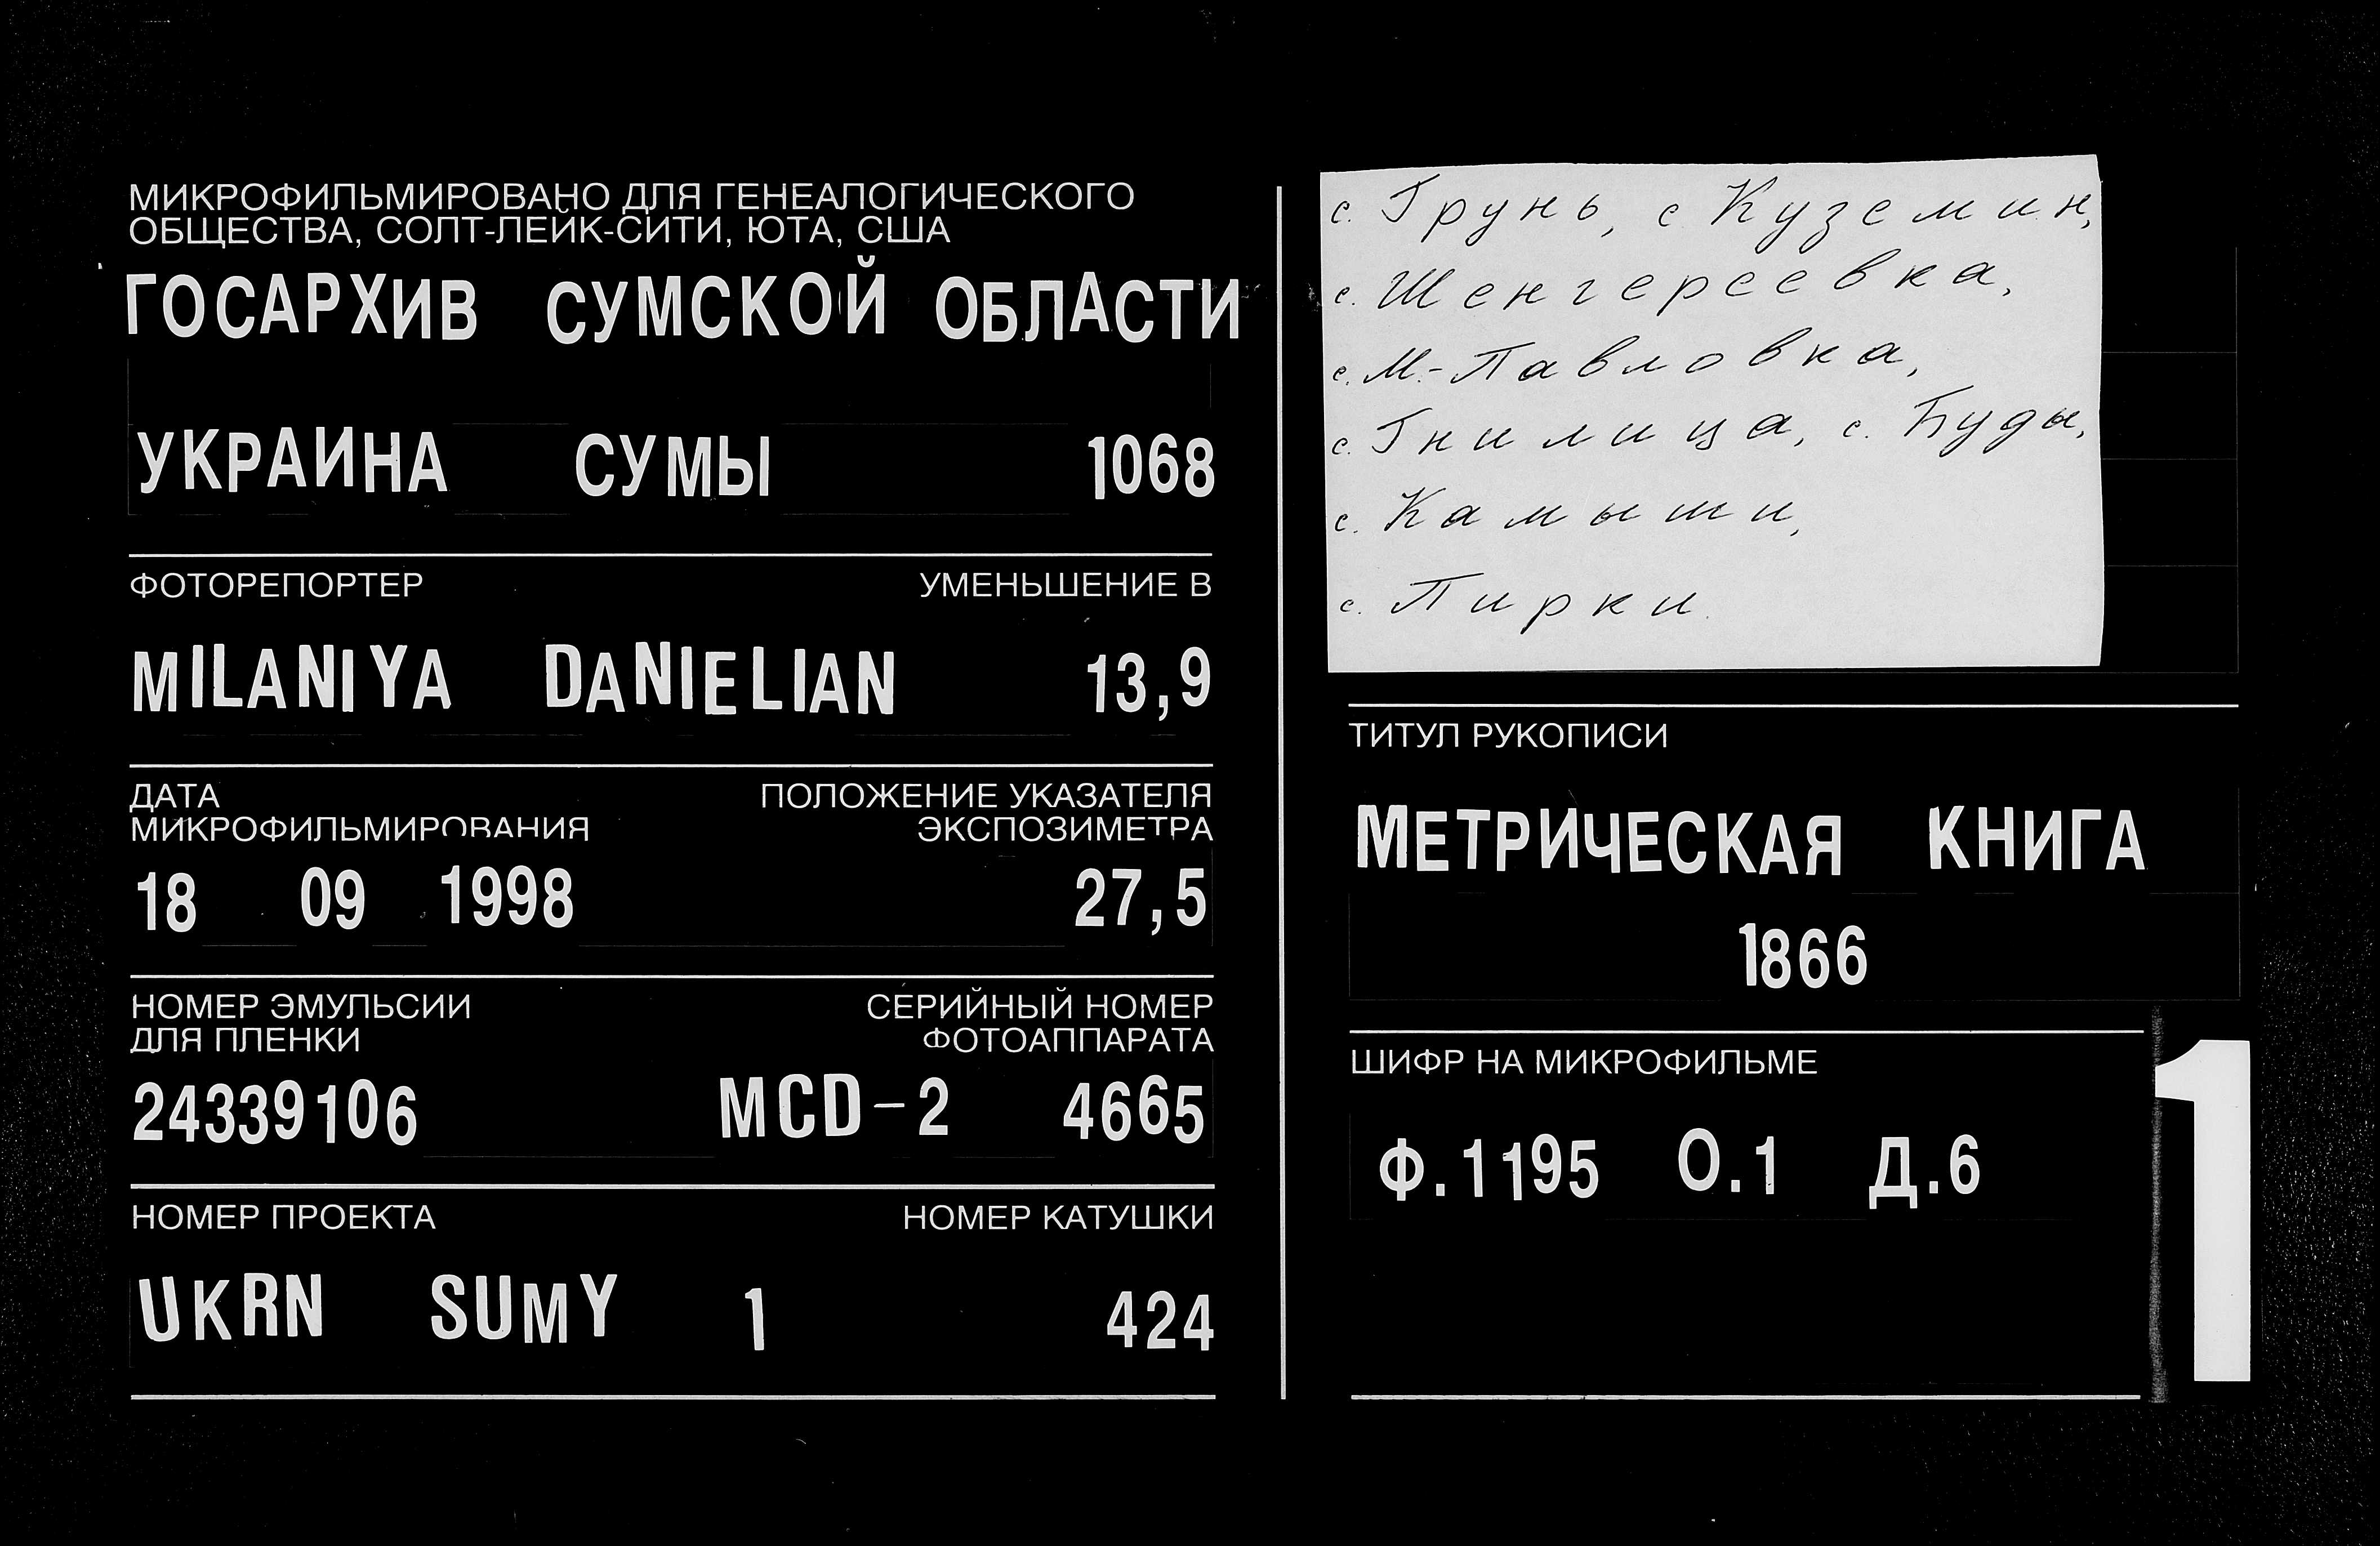 МИКРОФИЛЬМИРОВАНО ДЛЯ ГЕНЕАЛОГИЧЕСКОГО
ОБЩЕСТВА, СОЛТ-ЛЕЙК-СИТИ, ЮТА, США
ГОСАРХИВ СУМСКОЙ ОБЛАСТИ
УКРАИНА СУМЫ 1068
ФОТОРЕПОРТЕР УМЕНЬШЕНИЕ В
MILANIYA DANIELIAN 13,9
ДАТА ПОЛОЖЕНИЕ УКАЗАТЕЛЯ
МИКРОФИЛЬМИРОВАНИЯ ЭКСПОЗИМЕТРА
18 09 1998 27,5
НОМЕР ЭМУЛЬСИИ СЕРИЙНЫЙ НОМЕР
ДЛЯ ПЛЕНКИ ФОТОАППАРАТА
24339106 MCD-2 4665
НОМЕР ПРОЕКТА НОМЕР КАТУШКИ
UKRN SUMY 1 424
с. Грунь, с Куземин,
с. Шенгереевка,
с. М.-Павловка,
с. Гнилица, с. Буды,
с. Камыши,
с. Пирки.
ТИТУЛ РУКОПИСИ
МЕТРИЧЕСКАЯ КНИГА
1866
ШИФР НА МИКРОФИЛЬМЕ
Ф.1195 О.1 Д.6
1